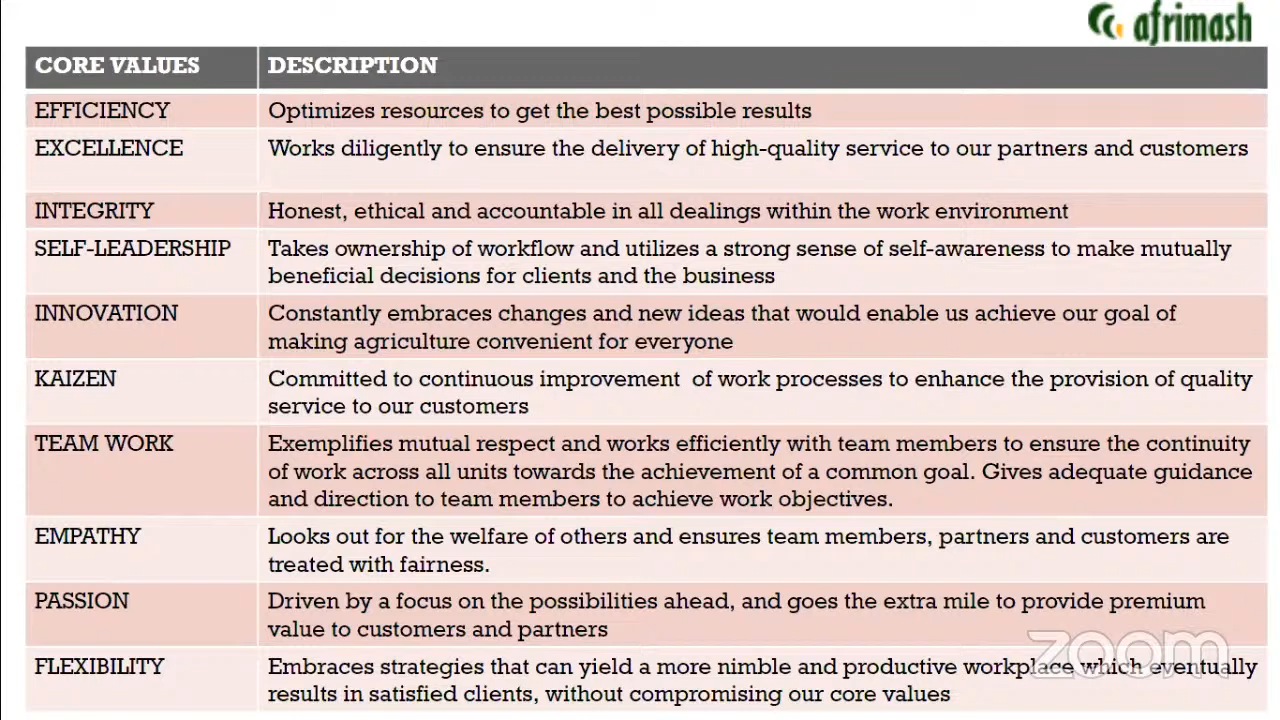 afrimash
CORE VALUES DESCRIPTION
EFFICIENCY Optimizes resources to get the best possible results
EXCELLENCE Works diligently to ensure the delivery of high-quality service to our partners and customers
INTEGRITY Honest, ethical and accountable in all dealings within the work environment
SELF-LEADERSHIP Takes ownership of workflow and utilizes a strong sense of self-awareness to make mutually
beneficial decisions for clients and the business
INNOVATION Constantly embraces changes and new ideas that would enable us achieve our goal of
making agriculture convenient for everyone
KAIZEN Committed to continuous improvement of work processes to enhance the provision of quality
service to our customers
TEAM WORK Exemplifies mutual respect and works efficiently with team members to ensure the continuity
of work across all units towards the achievement of a common goal. Gives adequate guidance
and direction to team members to achieve work objectives.
EMPATHY Looks out for the welfare of others and ensures team members, partners and customers are
treated with fairness.
PASSION Driven by a focus on the possibilities ahead, and goes the extra mile to provide premium
value to customers and partners
FLEXIBILITY Embraces strategies that can yield a more nimble and productive workplace which eventually
results in satisfied clients, without compromising our core values
zoom